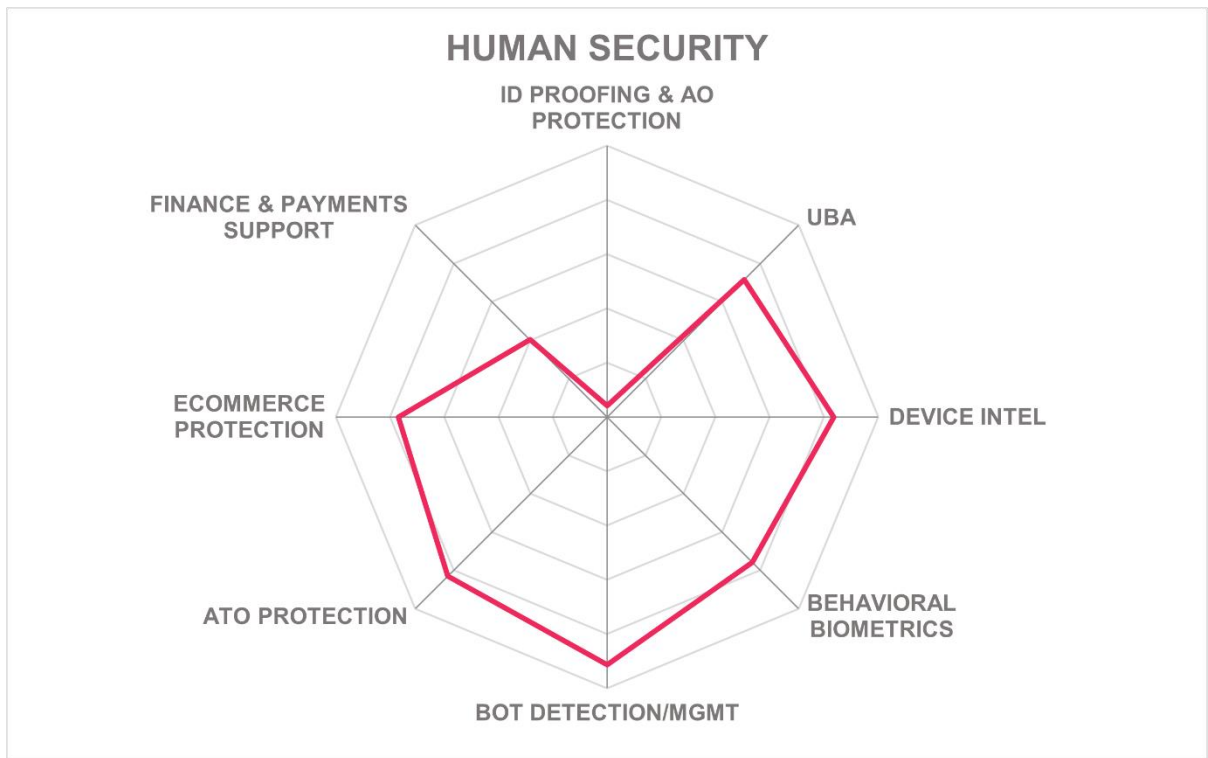 HUMAN SECURITY
ID PROOFING & AO
PROTECTION
FINANCE & PAYMENTS
SUPPORT
UBA
ECOMMERCE
PROTECTION
DEVICE INTEL
ATO PROTECTION
BEHAVIORAL
BIOMETRICS
BOT DETECTION/MGMT